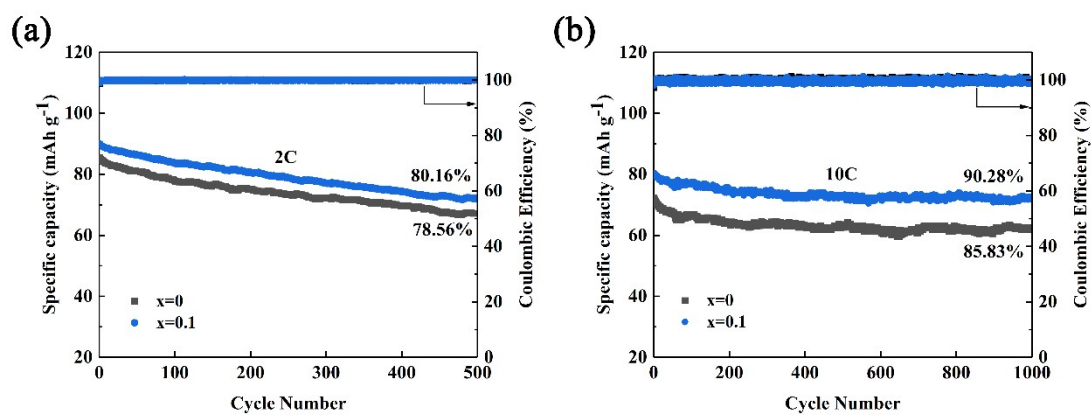 (a)
120
100
80
60
40
20
Specific capacity (mAh g⁻¹)
2C
80.16%
78.56%
x=0
x=0.1
0
100
200
300
400
500
Cycle Number
100
80
60
40
20
0
Coulombic Efficiency (%)
(b)
120
100
80
60
40
20
Specific capacity (mAh g⁻¹)
10C
90.28%
85.83%
x=0
x=0.1
0
200
400
600
800
1000
Cycle Number
100
80
60
40
20
0
Coulombic Efficiency (%)